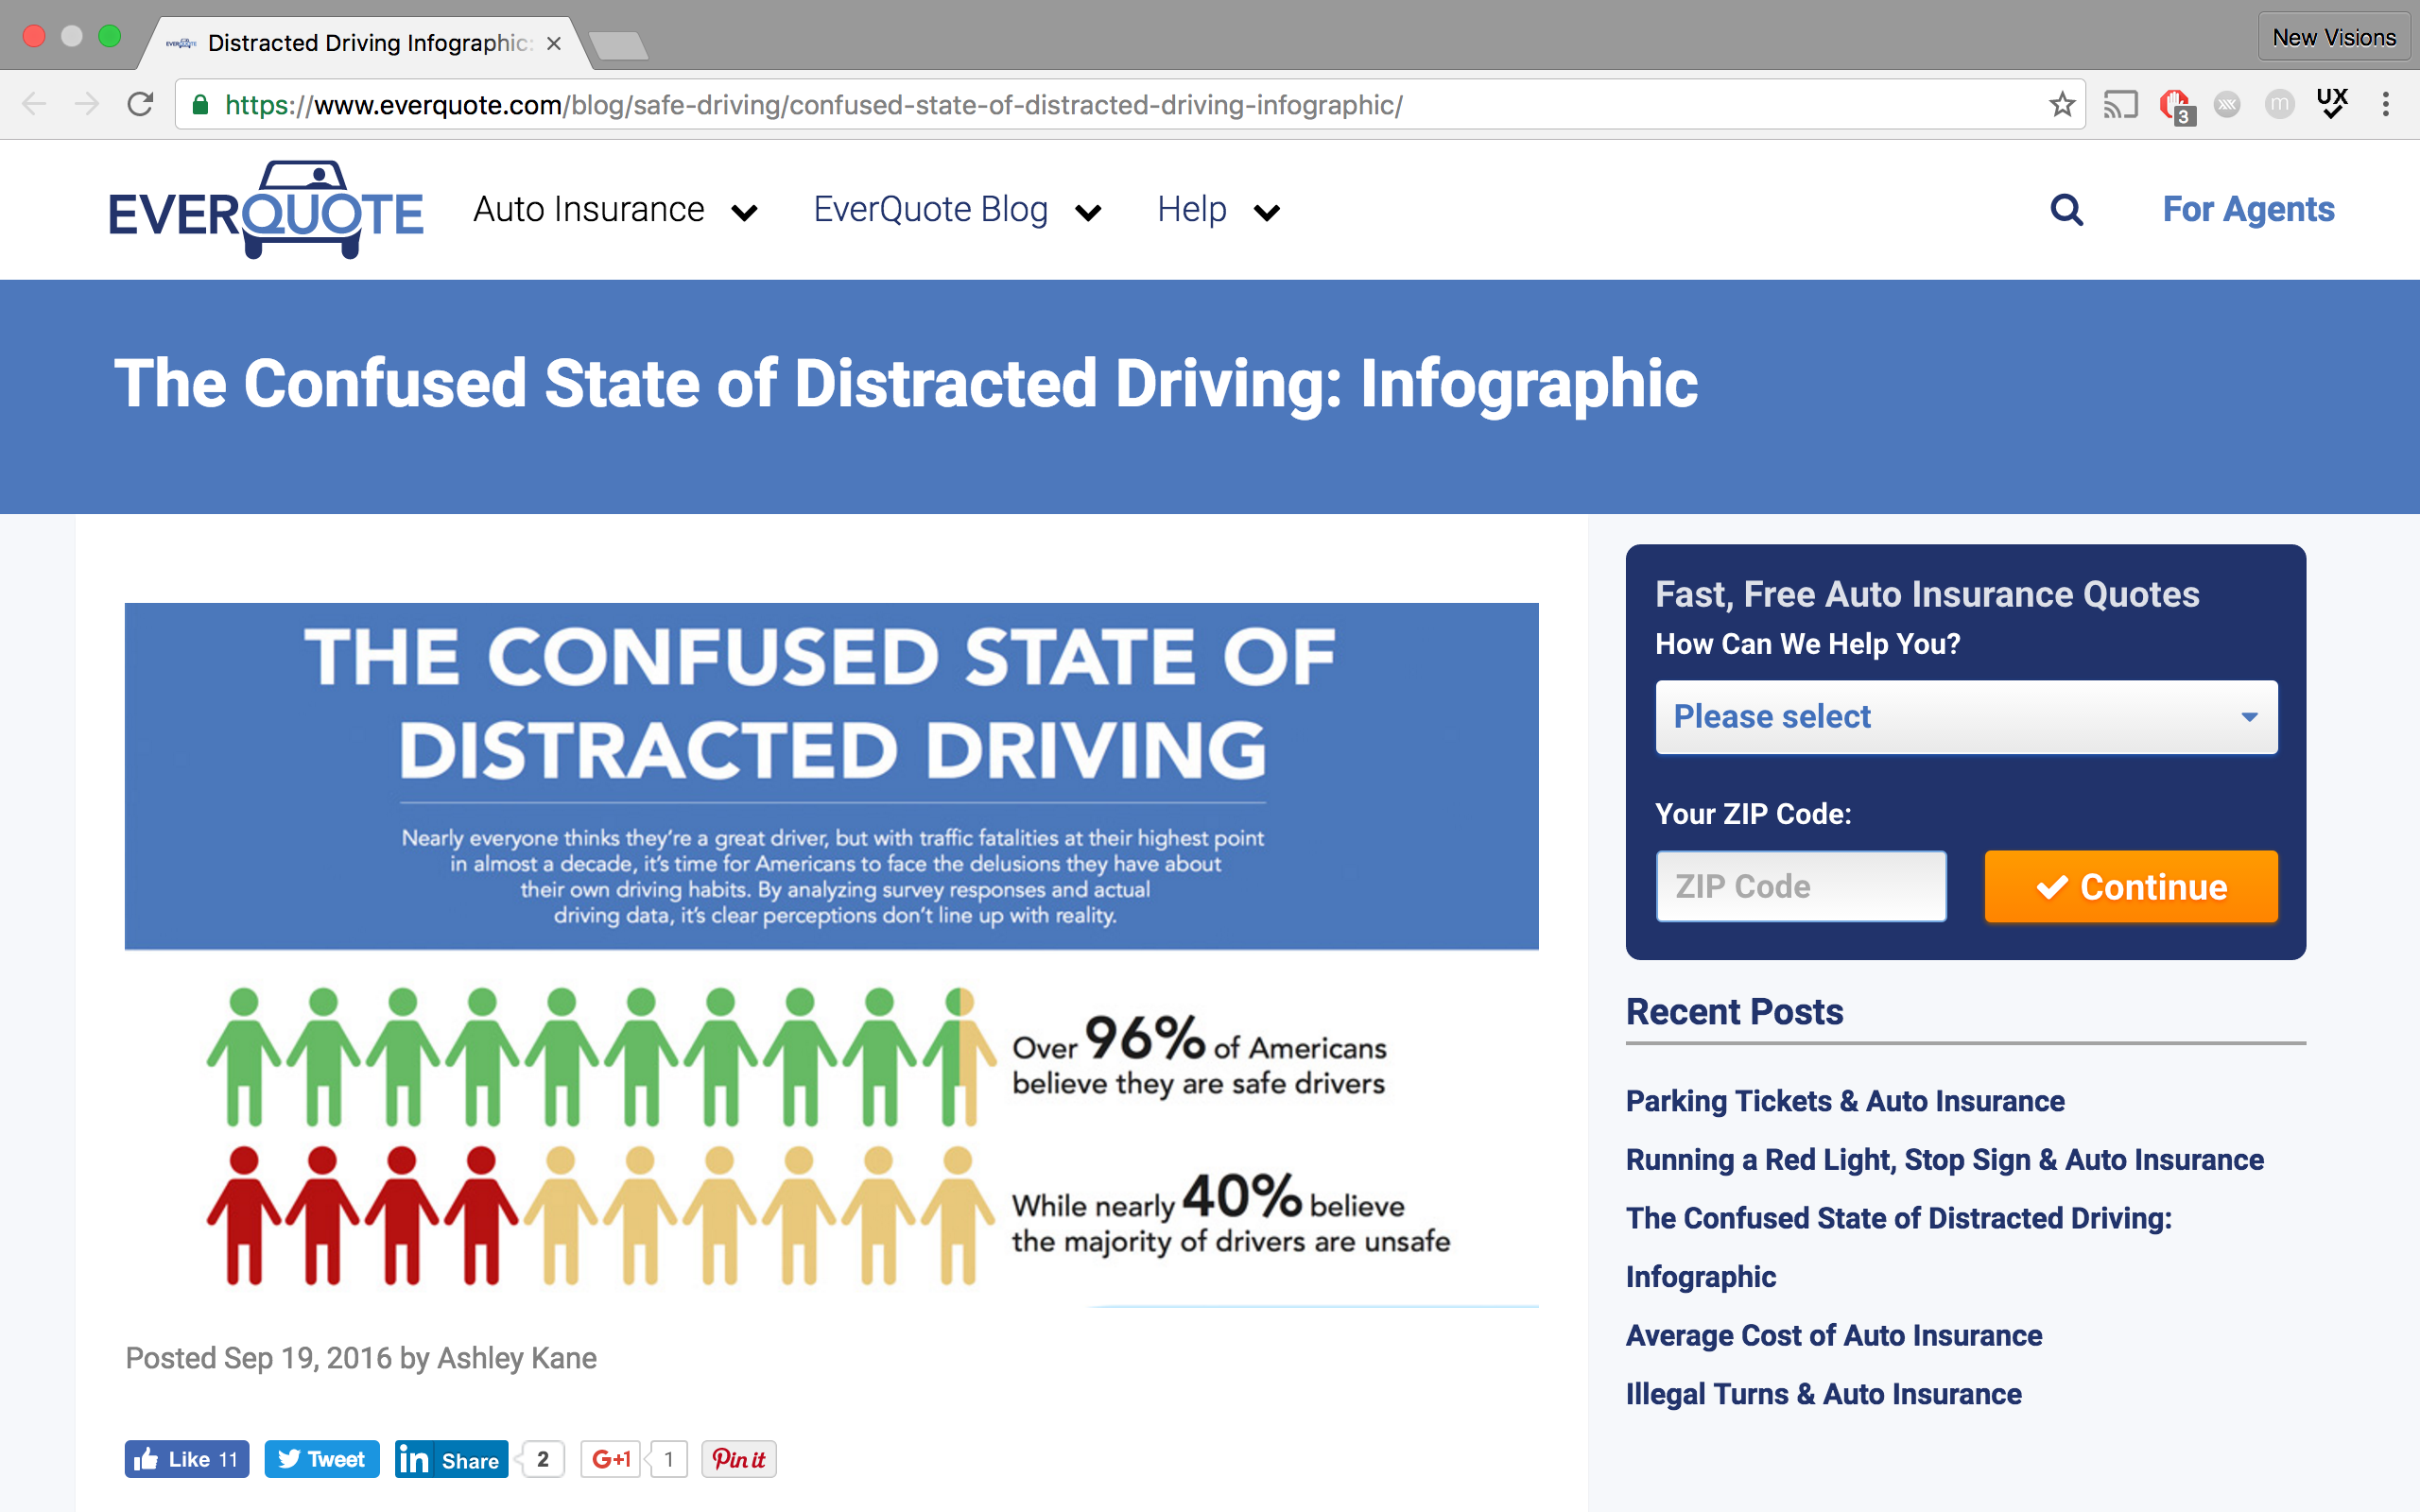 Distracted Driving Infographic:
New Visions
https://www.everquote.com/blog/safe-driving/confused-state-of-distracted-driving-infographic/
3
m
UX
EVERQUOTE
Auto Insurance
EverQuote Blog
Help
For Agents
The Confused State of Distracted Driving: Infographic
THE CONFUSED STATE OF
DISTRACTED DRIVING
Nearly everyone thinks they're a great driver, but with traffic fatalities at their highest point
in almost a decade, it's time for Americans to face the delusions they have about
their own driving habits. By analyzing survey responses and actual
driving data, it's clear perceptions don't line up with reality.
Over 96% of Americans
believe they are safe drivers
While nearly 40% believe
the majority of drivers are unsafe
Posted Sep 19, 2016 by Ashley Kane
Like 11
Tweet
in Share
2
G+1
1
Pin it
Fast, Free Auto Insurance Quotes
How Can We Help You?
Please select
Your ZIP Code:
ZIP Code
Continue
Recent Posts
Parking Tickets & Auto Insurance
Running a Red Light, Stop Sign & Auto Insurance
The Confused State of Distracted Driving:
Infographic
Average Cost of Auto Insurance
Illegal Turns & Auto Insurance